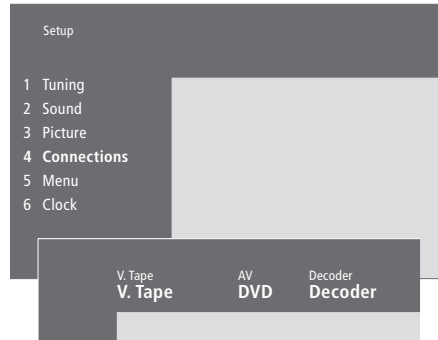 Setup
1 Tuning
2 Sound
3 Picture
4 Connections
5 Menu
6 Clock
V. Tape AV Decoder
V. Tape DVD Decoder